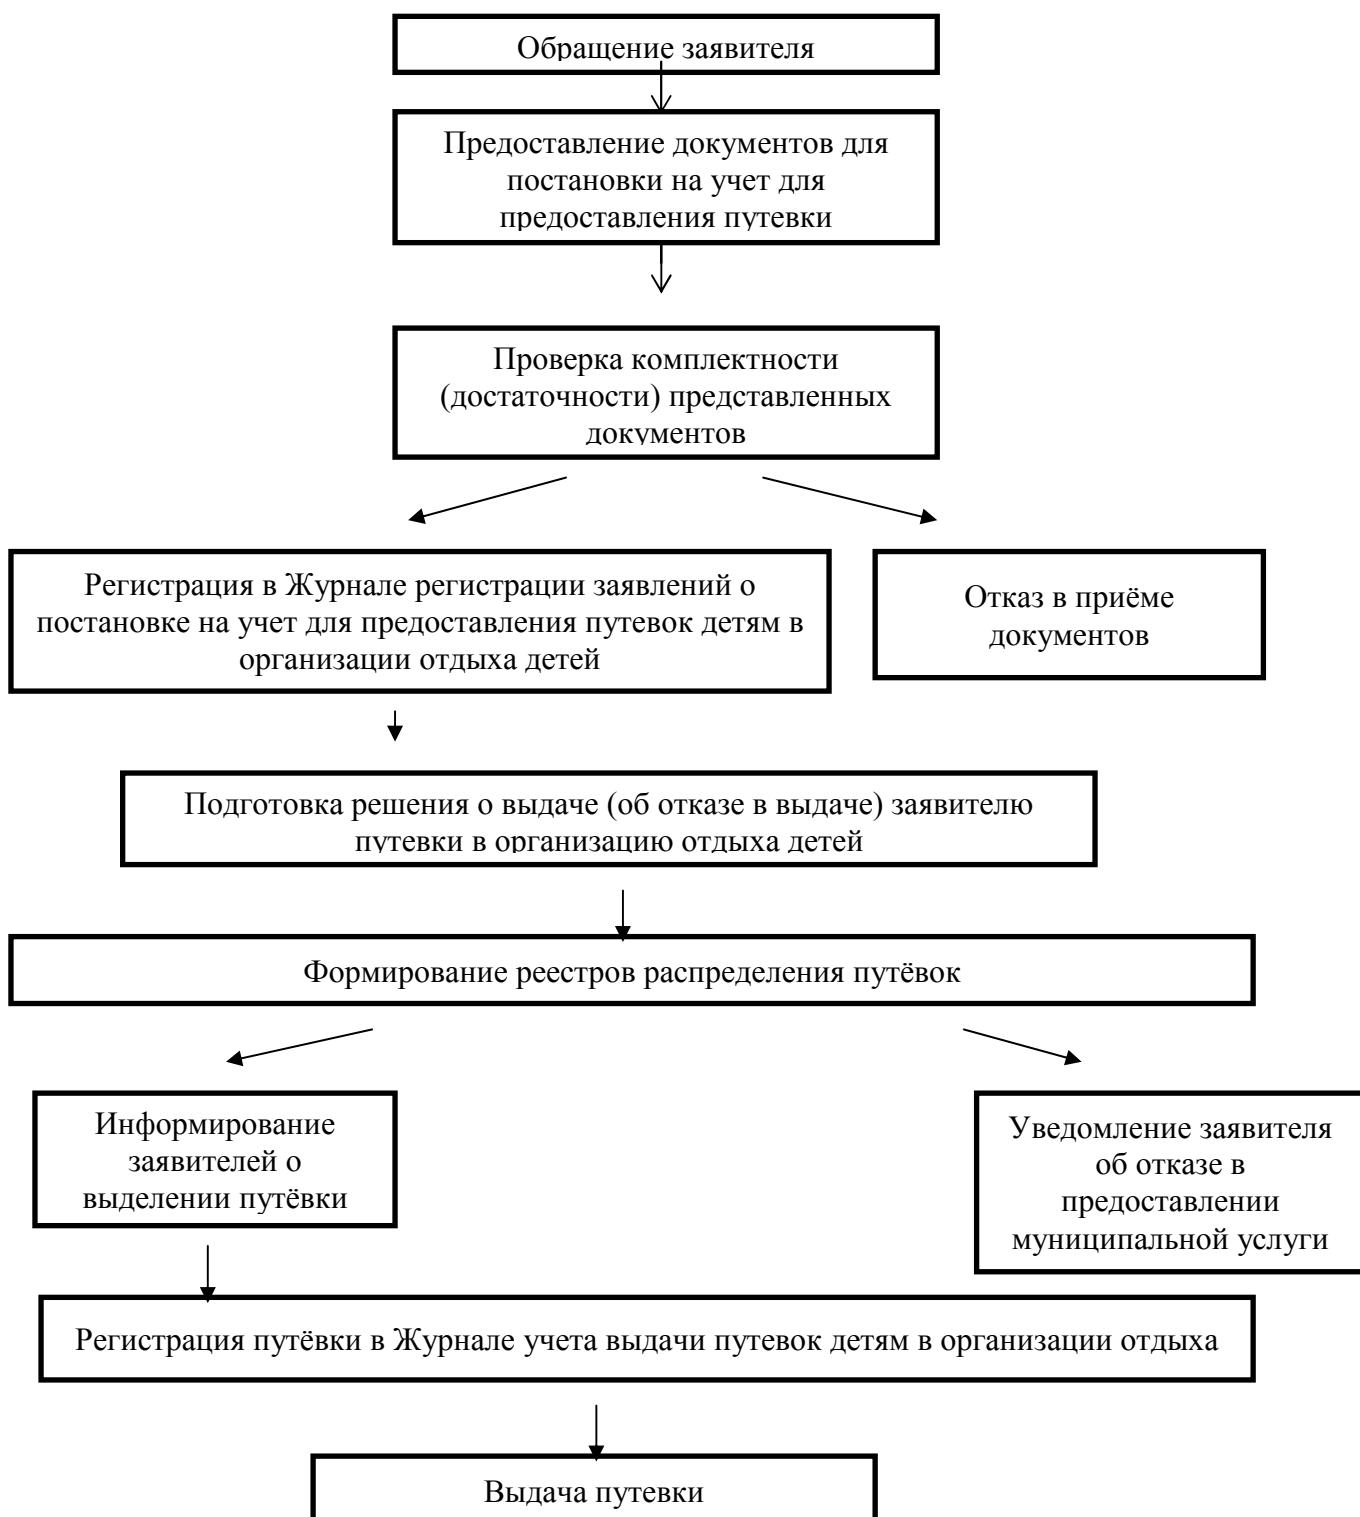 Обращение заявителя
Предоставление документов для
постановки на учет для
предоставления путевки
Проверка комплектности
(достаточности) представленных
документов
Регистрация в Журнале регистрации заявлений о
постановке на учет для предоставления путевок детям в
организации отдыха детей
Отказ в приёме
документов
Подготовка решения о выдаче (об отказе в выдаче) заявителю
путевки в организацию отдыха детей
Формирование реестров распределения путёвок
Информирование
заявителей о
выделении путёвки
Уведомление заявителя
об отказе в
предоставлении
муниципальной услуги
Регистрация путёвки в Журнале учета выдачи путевок детям в организации отдыха
Выдача путевки